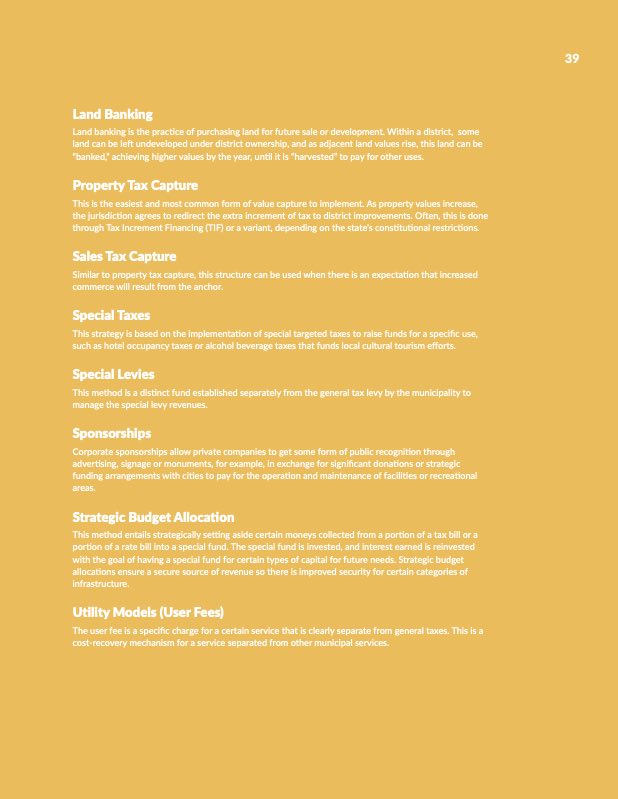 39
Land Banking
Land banking is the practice of purchasing land for future sale or development. Within a district,  some
land can be left undeveloped under district ownership, and as adjacent land values rise, this land can be
"banked," achieving higher values by the year, until it is "harvested" to pay for other uses.
Property Tax Capture
This is the easiest and most common form of value capture to implement. As property values increase,
the jurisdiction agrees to redirect the extra increment of tax to district improvements. Often, this is done
through Tax Increment Financing (TIF) or a variant, depending on the state's constitutional restrictions.
Sales Tax Capture
Similar to property tax capture, this structure can be used when there is an expectation that increased
commerce will result from the anchor.
Special Taxes
This strategy is based on the implementation of special targeted taxes to raise funds for a specific use,
such as hotel occupancy taxes or alcohol beverage taxes that funds local cultural tourism efforts.
Special Levies
This method is a distinct fund established separately from the general tax levy by the municipality to
manage the special levy revenues.
Sponsorships
Corporate sponsorships allow private companies to get some form of public recognition through
advertising, signage or monuments, for example, in exchange for significant donations or strategic
funding arrangements with cities to pay for the operation and maintenance of facilities or recreational
areas.
Strategic Budget Allocation
This method entails strategically setting aside certain moneys collected from a portion of a tax bill or a
portion of a rate bill into a special fund. The special fund is invested, and interest earned is reinvested
with the goal of having a special fund for certain types of capital for future needs. Strategic budget
allocations ensure a secure source of revenue so there is improved security for certain categories of
infrastructure.
Utility Models (User Fees)
The user fee is a specific charge for a certain service that is clearly separate from general taxes. This is a
cost-recovery mechanism for a service separated from other municipal services.